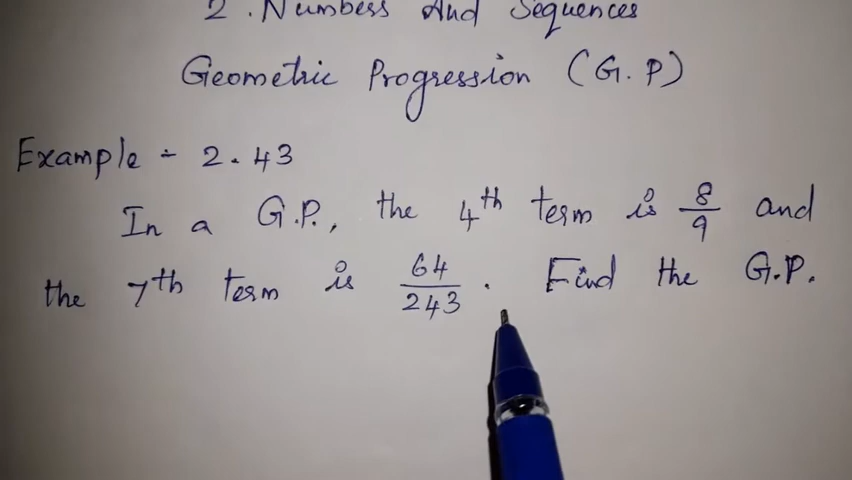 2. Numbers And Sequences
Geometric Progression (G.P)
Example - 2.43
In a G.P., the 4th term is 8/9 and
the 7th term is 64/243. Find the G.P.